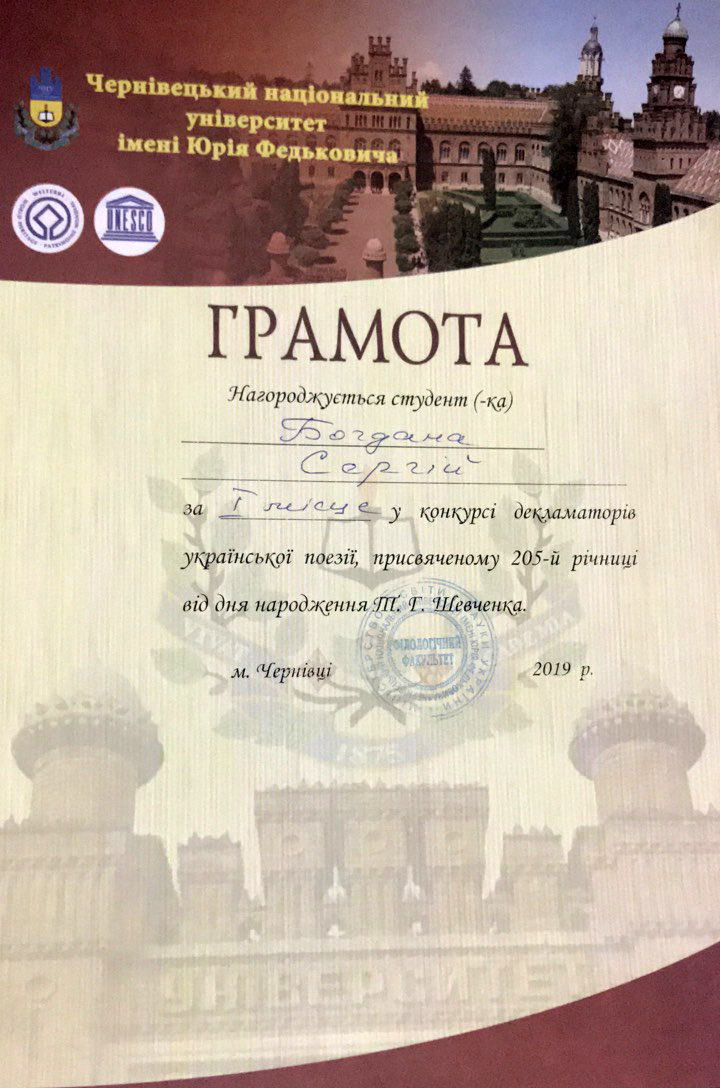 Чернівецький національний
університет
імені Юрія Федьковича
UNESCO
ГРАМОТА
Нагороджується студент (-ка)
Богдана
Сергій
за І місце у конкурсі декламаторів
української поезії, присвяченому 205-й річниці
від дня народження Т. Г. Шевченка.
ФІЛОЛОГІЧНИЙ
ФАКУЛЬТЕТ
м. Чернівці 2019 р.
1875
УНІВЕРСИТЕТ